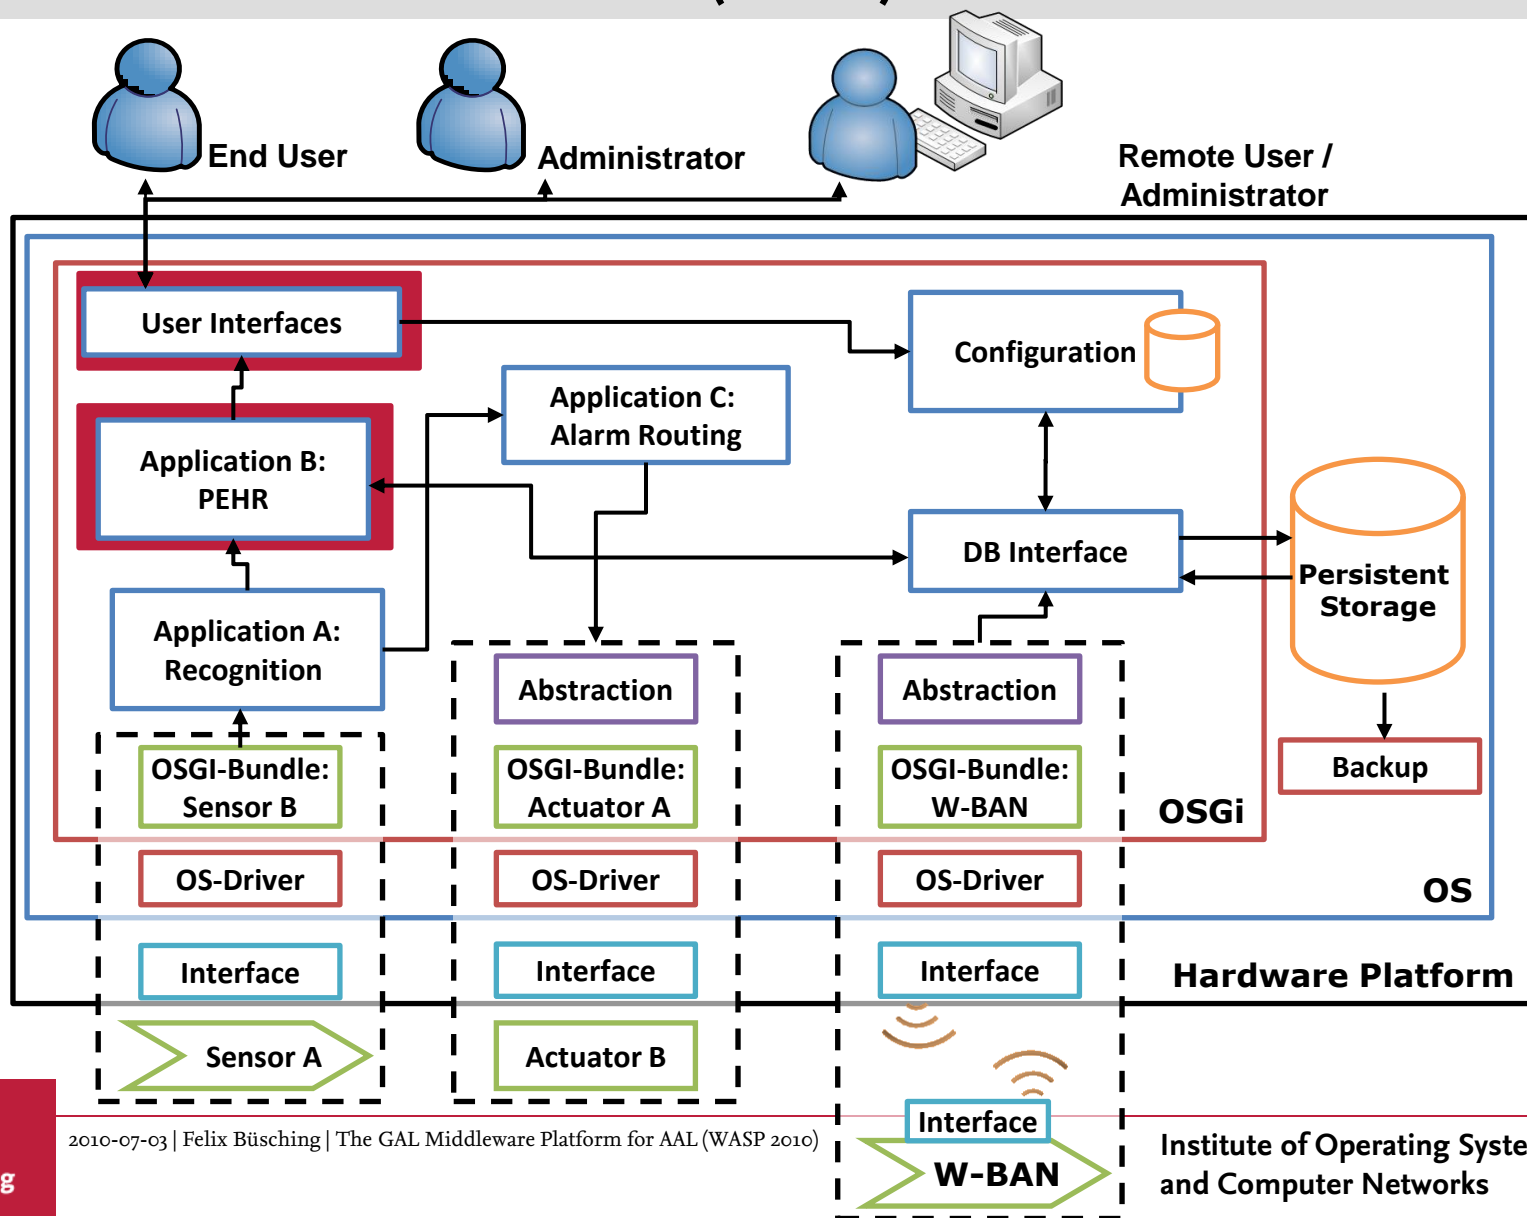 End User
Administrator
Remote User /
Administrator
User Interfaces
Configuration
Application C:
Alarm Routing
Application B:
PEHR
DB Interface
Persistent
Storage
Application A:
Recognition
Abstraction
Abstraction
OSGI-Bundle:
Sensor B
OSGI-Bundle:
Actuator A
OSGI-Bundle:
W-BAN
Backup
OSGi
OS-Driver
OS-Driver
OS-Driver
OS
Interface
Interface
Interface
Hardware Platform
Sensor A
Actuator B
Interface
W-BAN
2010-07-03 | Felix Büsching | The GAL Middleware Platform for AAL (WASP 2010)
Institute of Operating Syste
and Computer Networks
g